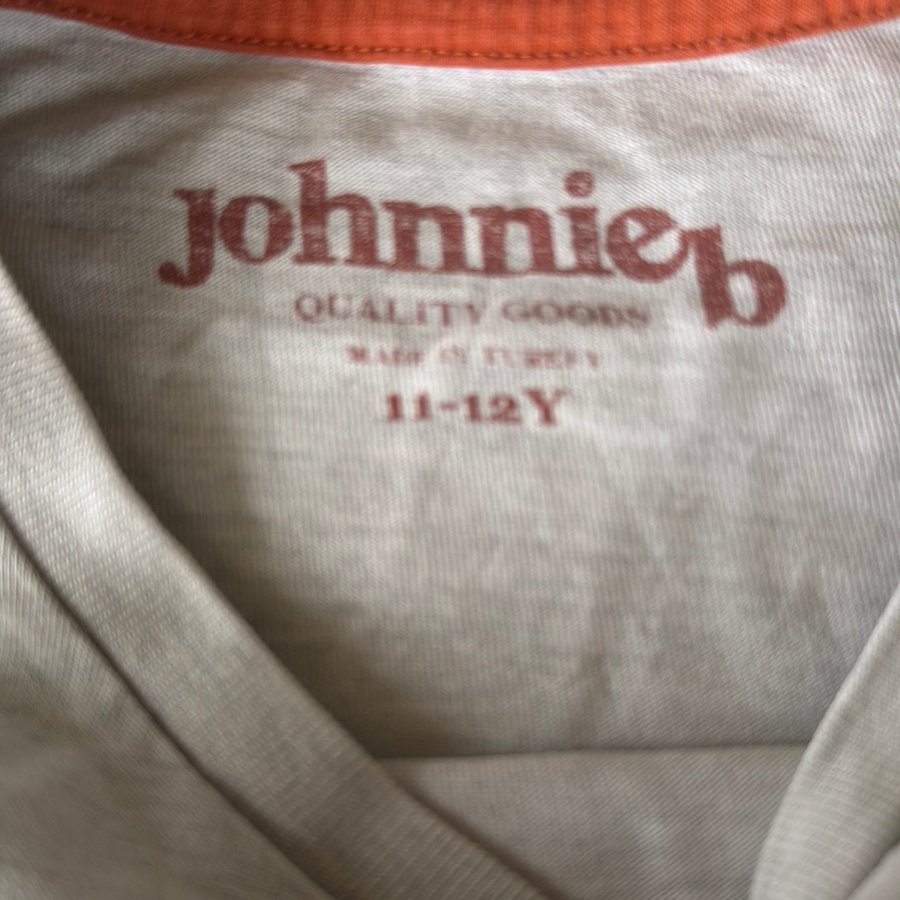 johnnieb
QUALITY GOODS
MADE IN TURKEY
11-12Y